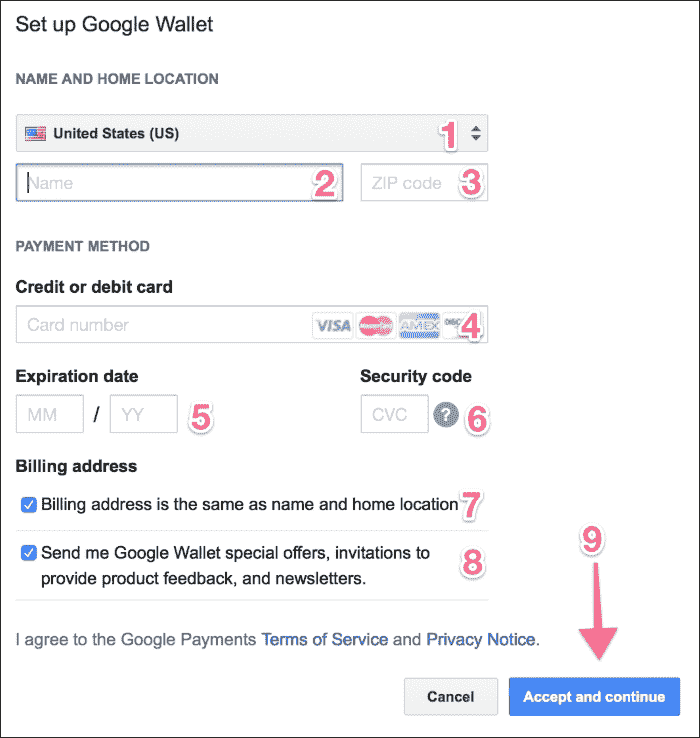 Set up Google Wallet
NAME AND HOME LOCATION
United States (US) 1
Name 2 ZIP code 3
PAYMENT METHOD
Credit or debit card
Card number VISA AMEX 4
Expiration date Security code
MM / YY 5 CVC ? 6
Billing address
Billing address is the same as name and home location 7
Send me Google Wallet special offers, invitations to 8
provide product feedback, and newsletters.
9
I agree to the Google Payments Terms of Service and Privacy Notice.
Cancel Accept and continue